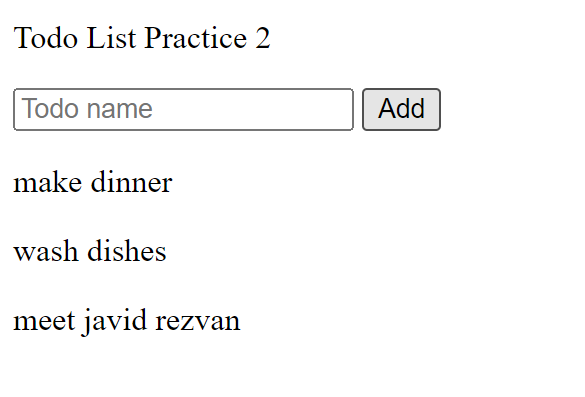 Todo List Practice 2
Todo name Add
make dinner
wash dishes
meet javid rezvan